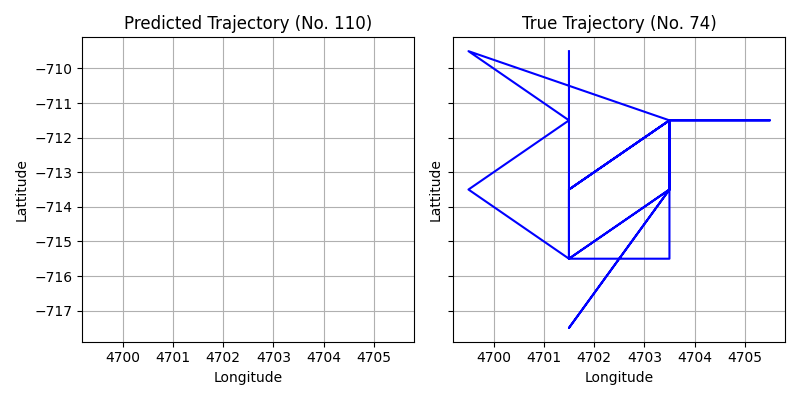 Predicted Trajectory (No. 110)
−710
−711
−712
−713
−714
−715
−716
−717
Lattitude
4700 4701 4702 4703 4704 4705
Longitude
True Trajectory (No. 74)
Lattitude
4700 4701 4702 4703 4704 4705
Longitude